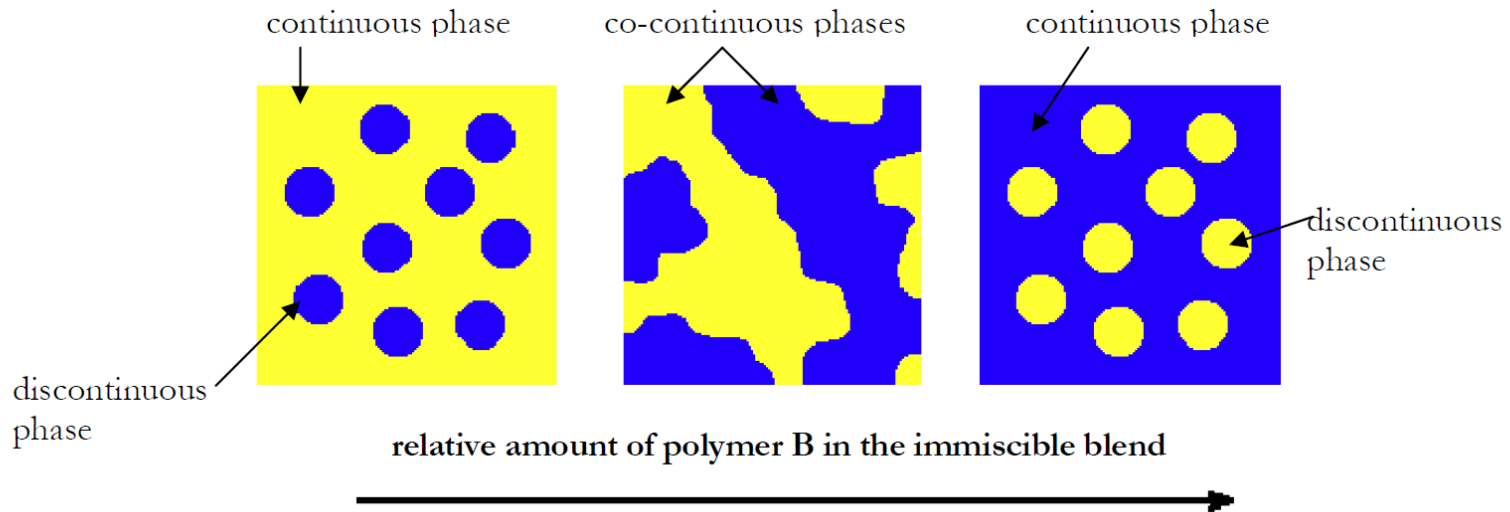 continuous phase
co-continuous phases
continuous phase
discontinuous
phase
discontinuous
phase
relative amount of polymer B in the immiscible blend